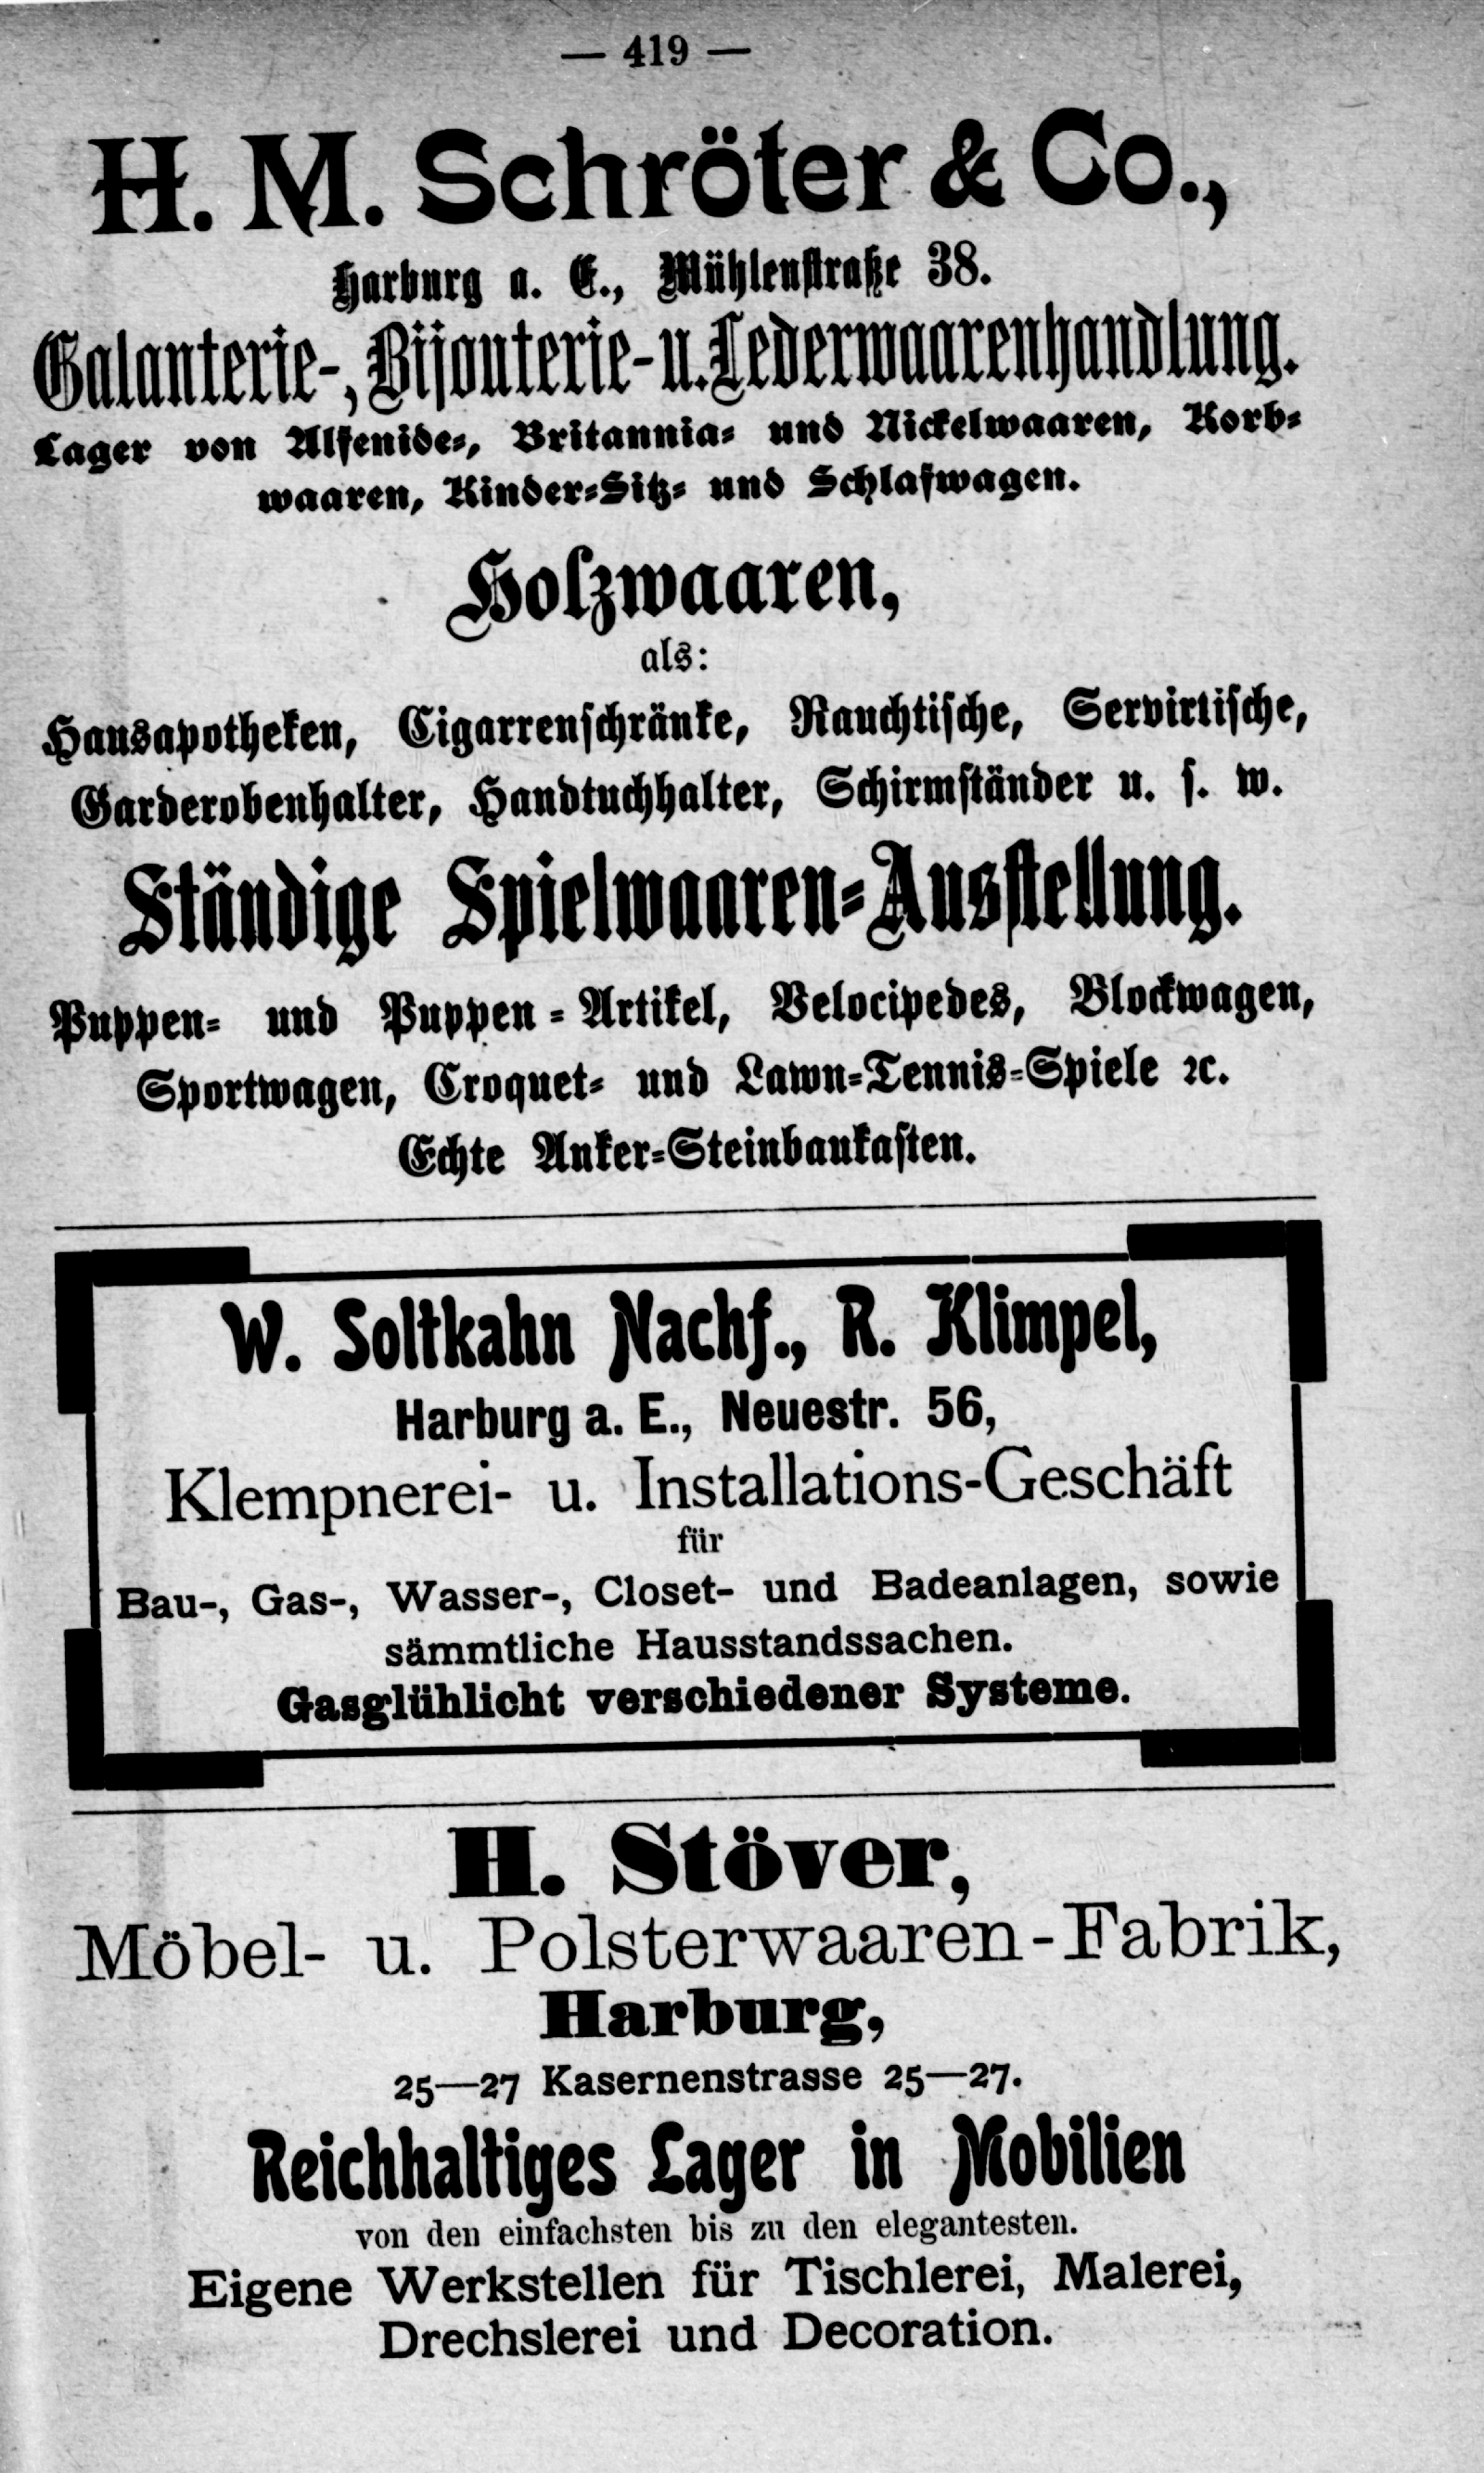 — 419 —
H. M. Schröter & Co.,
Harburg a. E., Mühlenstraße 38.
Galanterie-, Bijouterie- u. Lederwaarenhandlung.
Lager von Alfenide-, Britannia- und Nickelwaaren, Korb-
waaren, Kinder-Sitz- und Schlafwagen.
Holzwaaren,
als:
Hausapotheken, Cigarrenschränke, Rauchtische, Servirtische,
Garderobenhalter, Handtuchhalter, Schirmständer u. s. w.
Ständige Spielwaaren-Ausstellung.
Puppen- und Puppen-Artikel, Velocipedes, Blockwagen,
Sportwagen, Croquet- und Lawn-Tennis-Spiele ꝛc.
Echte Anker-Steinbaukasten.
W. Soltkahn Nachf., R. Klimpel,
Harburg a. E., Neuestr. 56,
Klempnerei- u. Installations-Geschäft
für
Bau-, Gas-, Wasser-, Closet- und Badeanlagen, sowie
sämmtliche Hausstandssachen.
Gasglühlicht verschiedener Systeme.
H. Stöver,
Möbel- u. Polsterwaaren-Fabrik,
Harburg,
25—27 Kasernenstrasse 25—27.
Reichhaltiges Lager in Mobilien
von den einfachsten bis zu den elegantesten.
Eigene Werkstellen für Tischlerei, Malerei,
Drechslerei und Decoration.